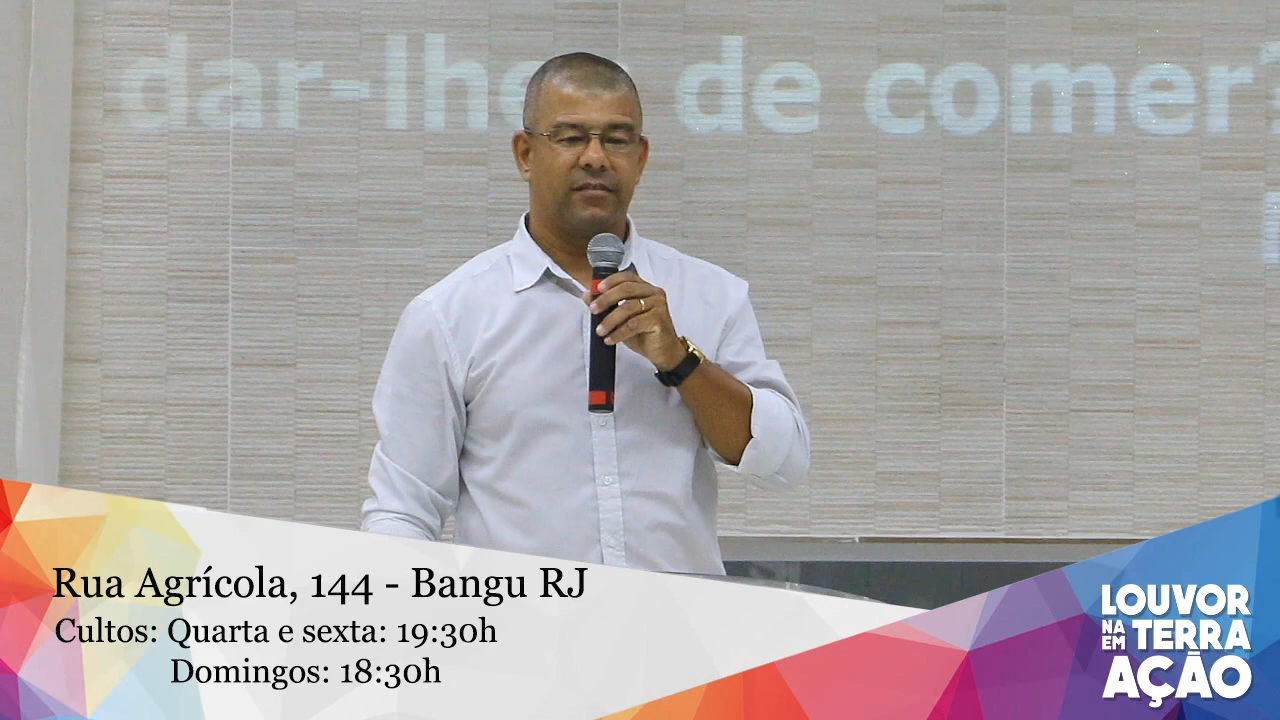 dar-lhe de comer?
Rua Agrícola, 144 - Bangu RJ
Cultos: Quarta e sexta: 19:30h
Domingos: 18:30h
LOUVOR
NA TERRA
EM
AÇÃO